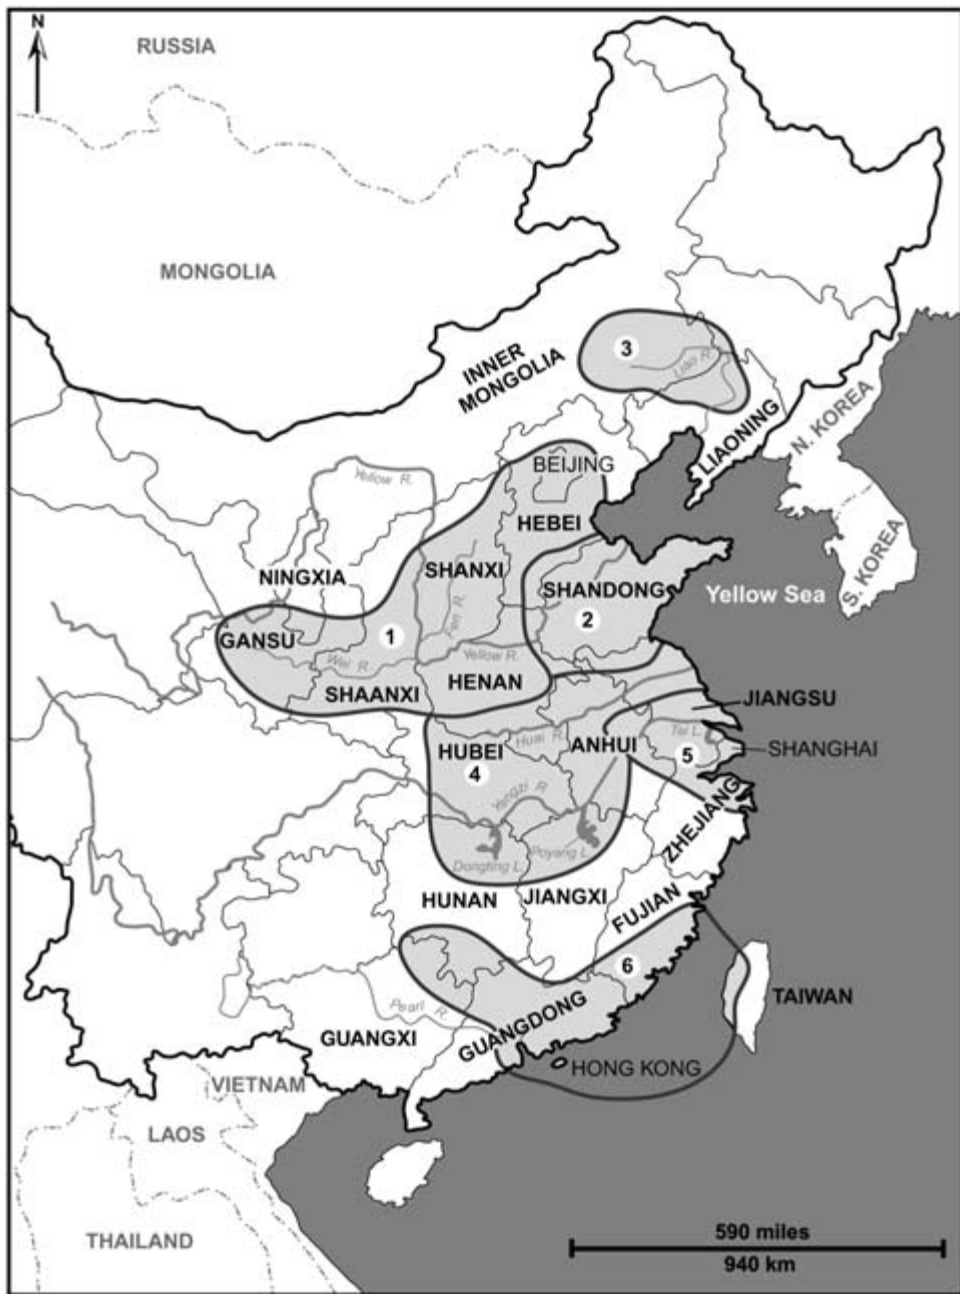 N
RUSSIA
MONGOLIA
INNER
MONGOLIA
3
Liao R.
LIAONING
N. KOREA
S. KOREA
BEIJING
Yellow R.
HEBEI
NINGXIA
SHANXI
SHANDONG
Yellow Sea
2
Fen R.
GANSU
1
Wei R.
Yellow R.
SHAANXI
HENAN
JIANGSU
Tai L.
Huai R.
HUBEI
ANHUI
SHANGHAI
5
4
Yangzi R.
ZHEJIANG
Poyang L.
Dongting L.
HUNAN
JIANGXI
FUJIAN
6
TAIWAN
Pearl R.
GUANGDONG
GUANGXI
HONG KONG
VIETNAM
LAOS
THAILAND
590 miles
940 km